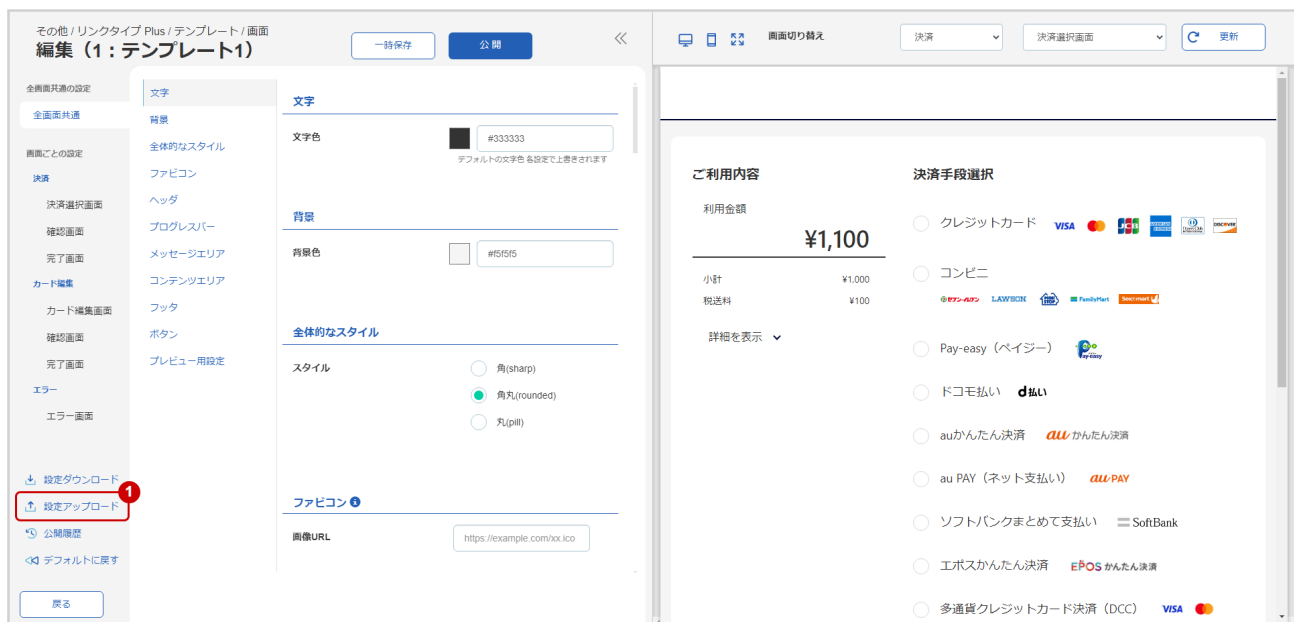 その他 / リンクタイプ Plus / テンプレート / 画面
編集（1：テンプレート1）
一時保存
公開
全画面共通の設定
全画面共通
画面ごとの設定
決済
決済選択画面
確認画面
完了画面
カード編集
カード編集画面
確認画面
完了画面
エラー
エラー画面
設定ダウンロード
1
設定アップロード
公開履歴
デフォルトに戻す
戻る
文字
背景
全体的なスタイル
ファビコン
ヘッダ
プログレスバー
メッセージエリア
コンテンツエリア
フッタ
ボタン
プレビュー用設定
文字
文字色
#333333
デフォルトの文字色 各設定で上書きされます
背景
背景色
#f5f5f5
全体的なスタイル
スタイル
角(sharp)
角丸(rounded)
丸(pill)
ファビコン
画像URL
https://example.com/xx.ico
画面切り替え
決済
決済選択画面
更新
ご利用内容
利用金額
¥1,100
小計 ¥1,000
税送料 ¥100
詳細を表示
決済手段選択
クレジットカード VISA JCB AMERICAN EXPRESS Diners Club DISCOVER
コンビニ
セブン-イレブン LAWSON MINI STOP FamilyMart Seicomart
Pay-easy（ペイジー） Pay-easy
ドコモ払い d払い
auかんたん決済 au かんたん決済
au PAY（ネット支払い） au PAY
ソフトバンクまとめて支払い SoftBank
エポスかんたん決済 EPOS かんたん決済
多通貨クレジットカード決済（DCC） VISA